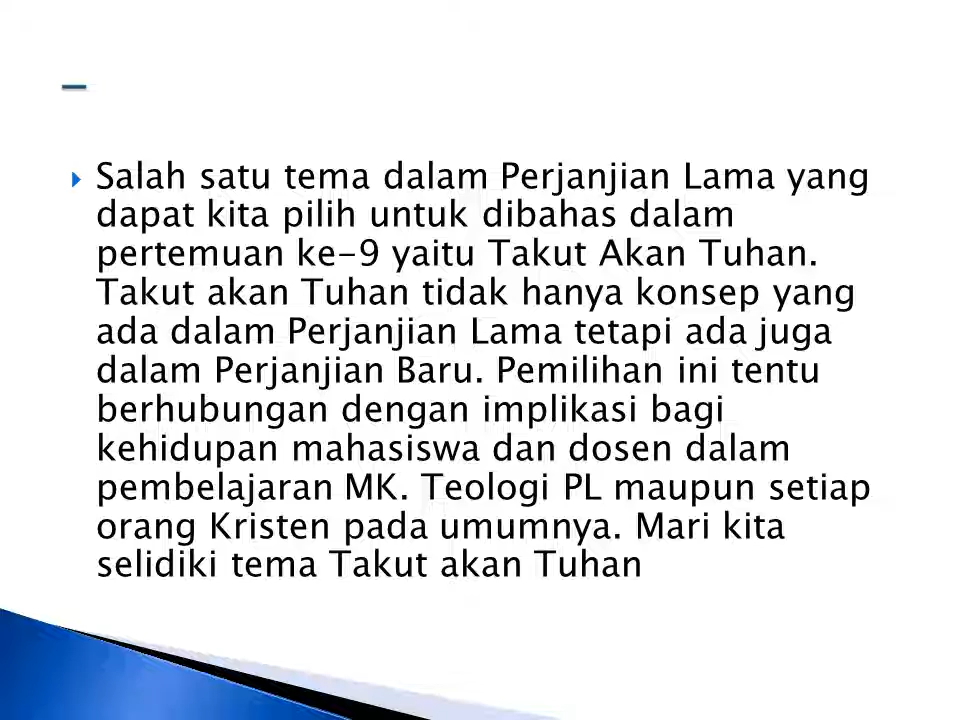 –
Salah satu tema dalam Perjanjian Lama yang
dapat kita pilih untuk dibahas dalam
pertemuan ke-9 yaitu Takut Akan Tuhan.
Takut akan Tuhan tidak hanya konsep yang
ada dalam Perjanjian Lama tetapi ada juga
dalam Perjanjian Baru. Pemilihan ini tentu
berhubungan dengan implikasi bagi
kehidupan mahasiswa dan dosen dalam
pembelajaran MK. Teologi PL maupun setiap
orang Kristen pada umumnya. Mari kita
selidiki tema Takut akan Tuhan